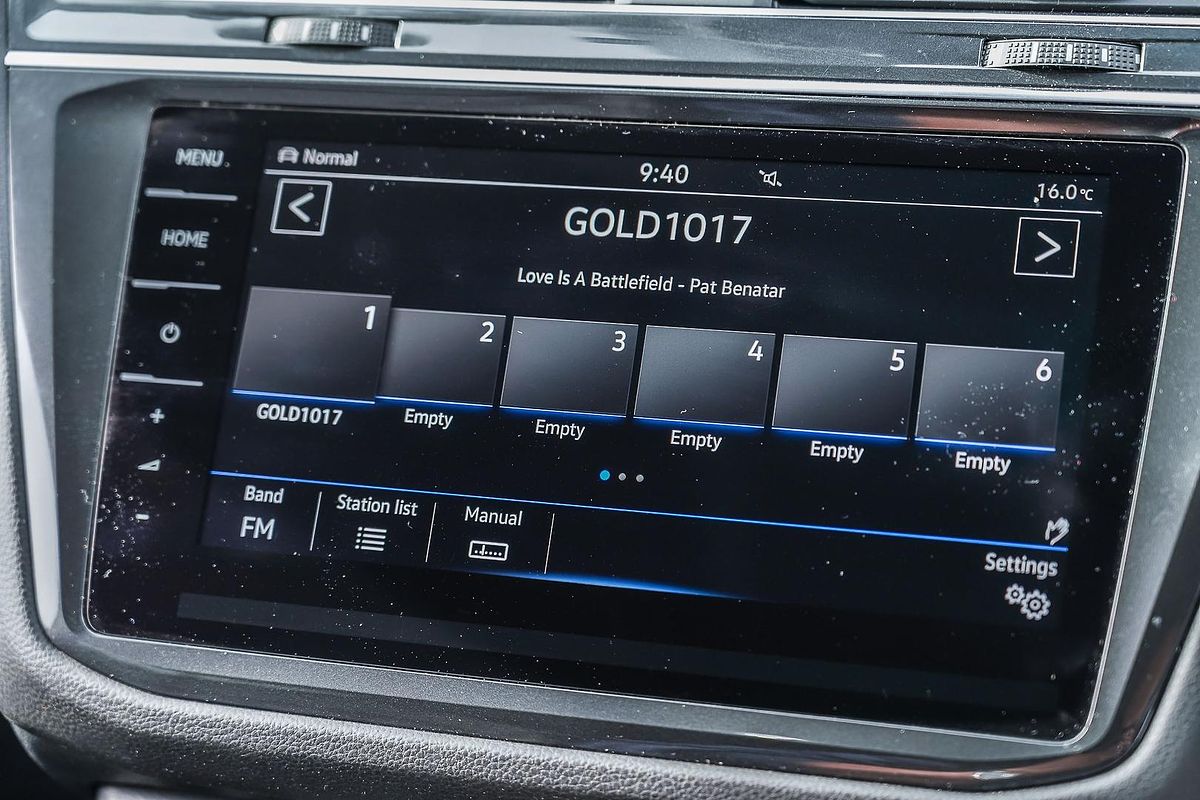 MENU
HOME
+
-
Normal
9:40
16.0°C
<
GOLD1017
>
Love Is A Battlefield - Pat Benatar
1
2
3
4
5
6
GOLD1017
Empty
Empty
Empty
Empty
Empty
Band
FM
Station list
Manual
Settings